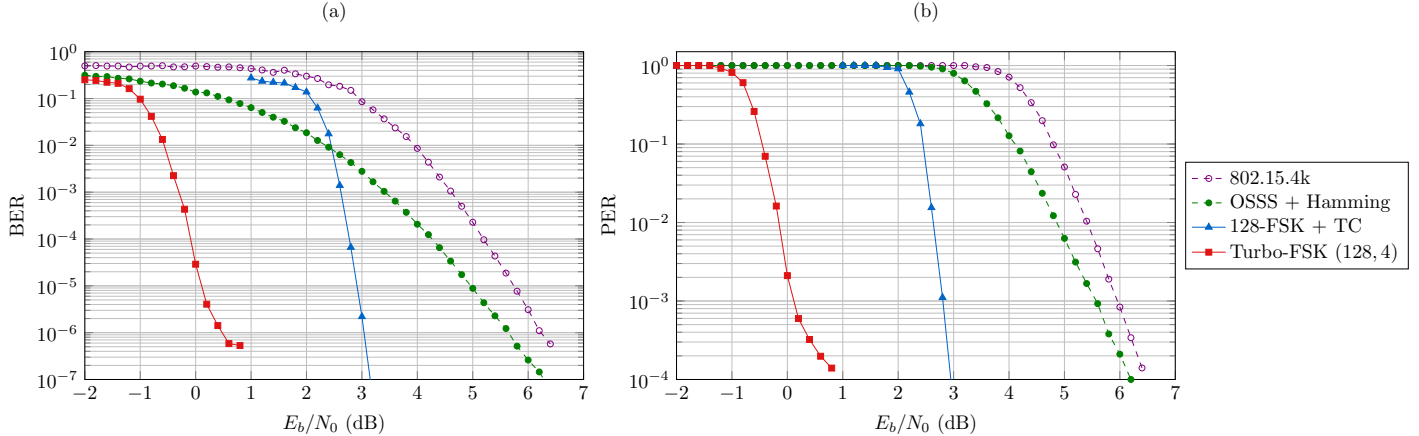 (a)
(b)
10^0
10^−1
10^−2
10^−3
10^−4
10^−5
10^−6
10^−7
BER
−2 −1 0 1 2 3 4 5 6 7
E_b/N_0 (dB)
10^0
10^−1
10^−2
10^−3
10^−4
PER
−2 −1 0 1 2 3 4 5 6 7
E_b/N_0 (dB)
802.15.4k
OSSS + Hamming
128-FSK + TC
Turbo-FSK (128, 4)